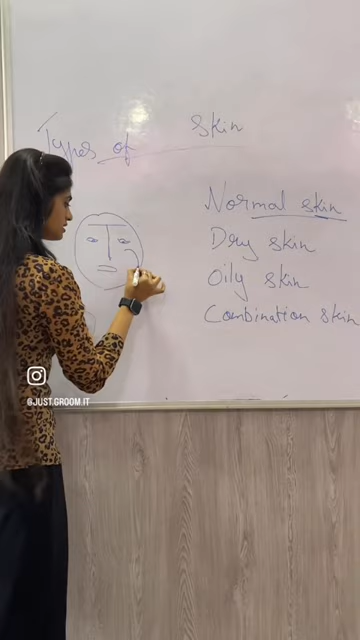 Types of skin
Normal skin
Dry skin
Oily skin
Combination skin
@JUST.GROOM.IT